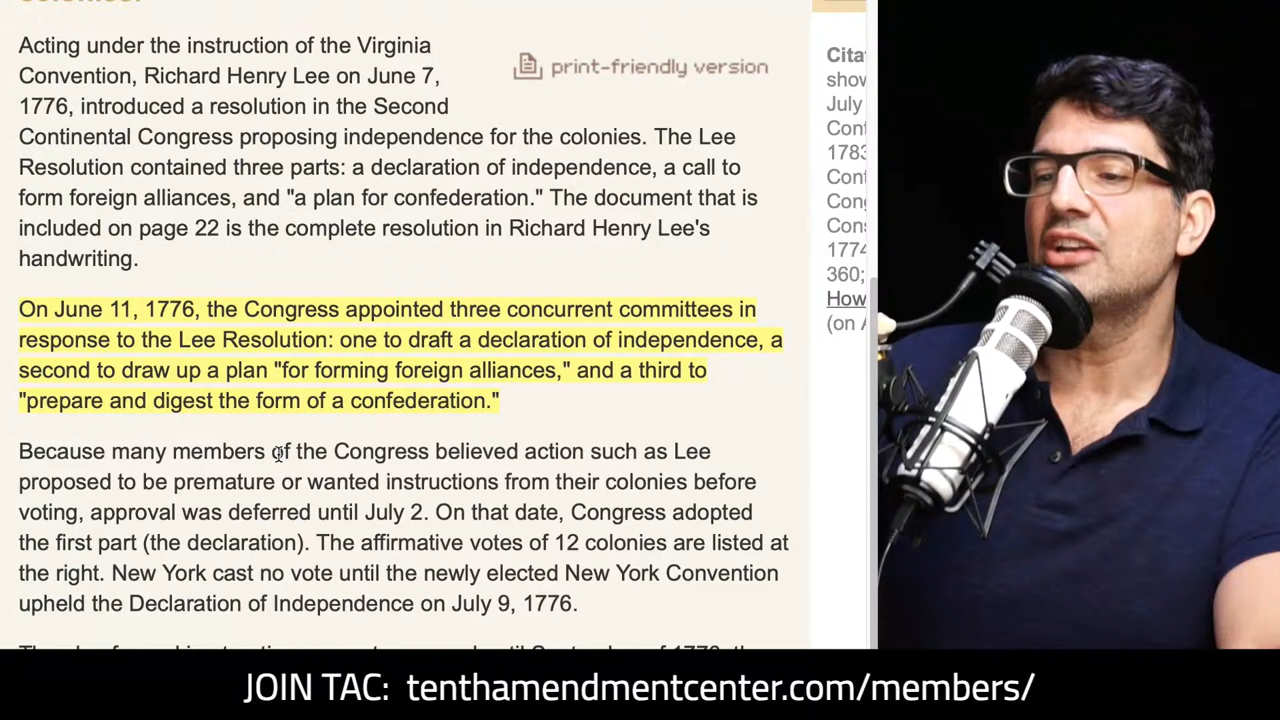 Acting under the instruction of the Virginia
Convention, Richard Henry Lee on June 7,
1776, introduced a resolution in the Second
Continental Congress proposing independence for the colonies. The Lee
Resolution contained three parts: a declaration of independence, a call to
form foreign alliances, and "a plan for confederation." The document that is
included on page 22 is the complete resolution in Richard Henry Lee's
handwriting.
print-friendly version
On June 11, 1776, the Congress appointed three concurrent committees in
response to the Lee Resolution: one to draft a declaration of independence, a
second to draw up a plan "for forming foreign alliances," and a third to
"prepare and digest the form of a confederation."
Because many members of the Congress believed action such as Lee
proposed to be premature or wanted instructions from their colonies before
voting, approval was deferred until July 2. On that date, Congress adopted
the first part (the declaration). The affirmative votes of 12 colonies are listed at
the right. New York cast no vote until the newly elected New York Convention
upheld the Declaration of Independence on July 9, 1776.
show
July
1783
1774
360;
How
(on
JOIN TAC: tenthamendmentcenter.com/members/